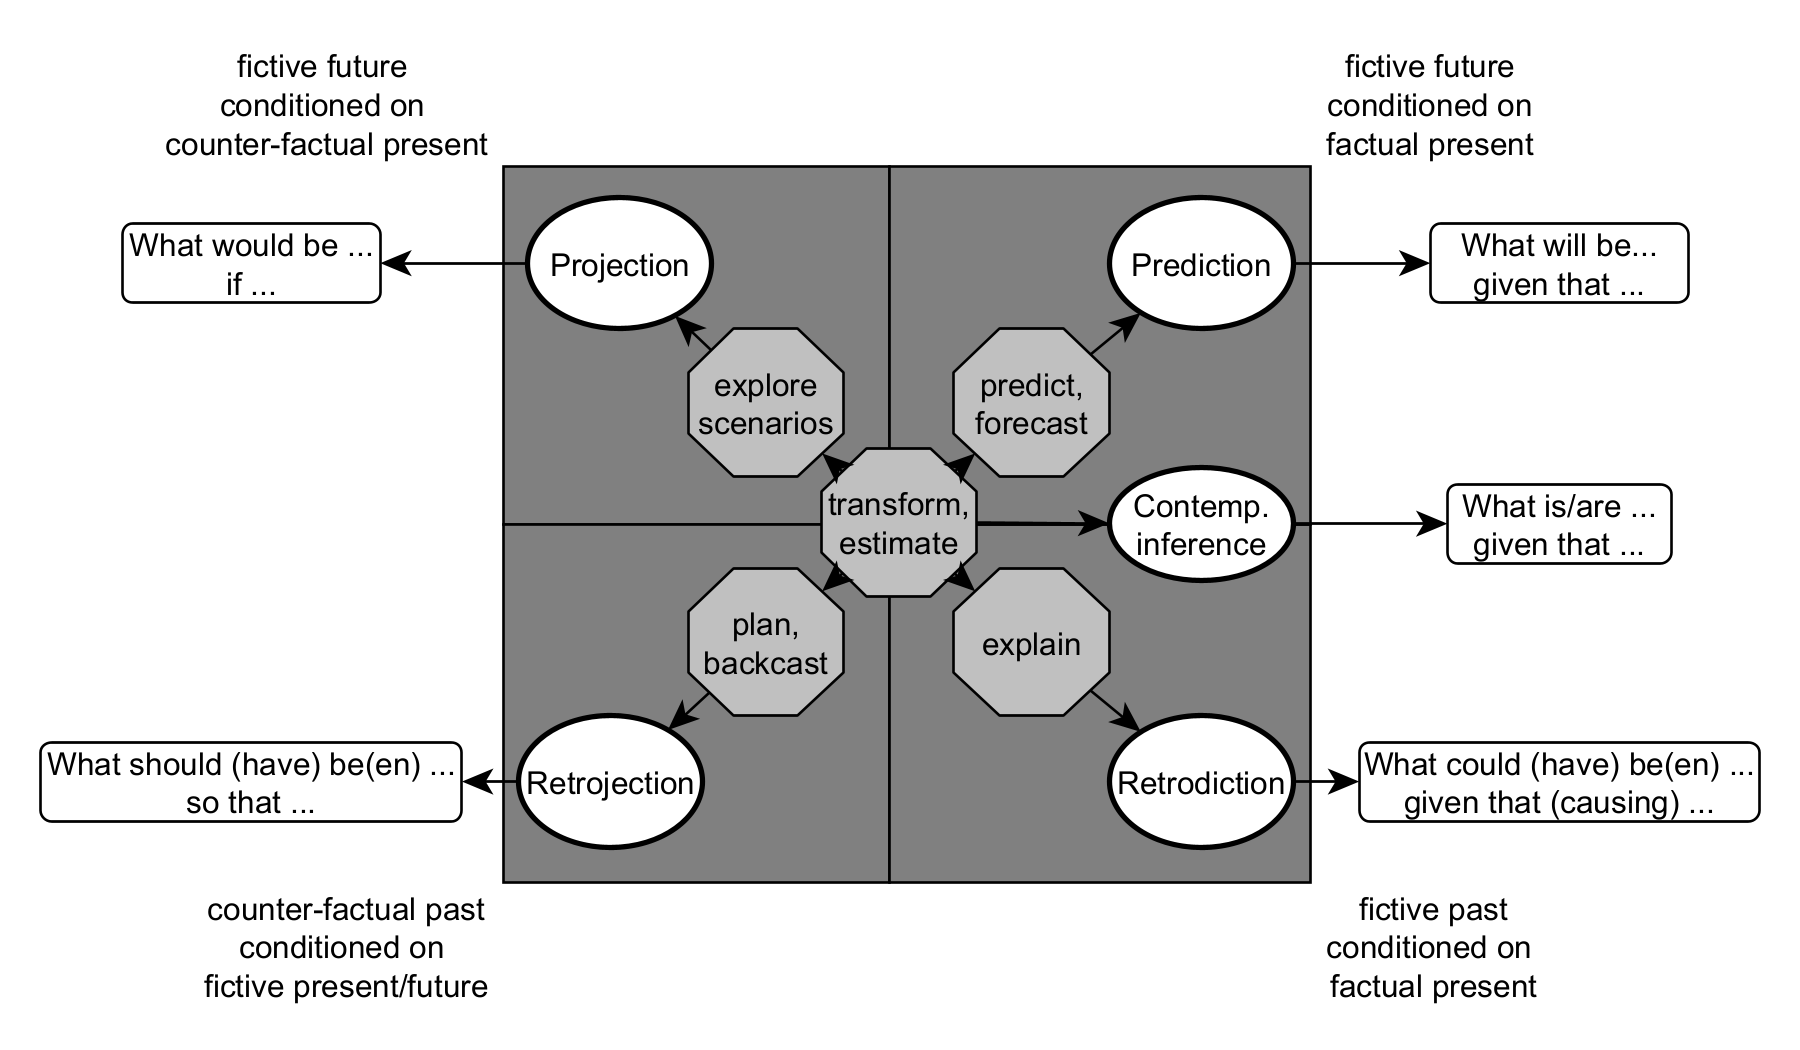 fictive future
conditioned on
counter-factual present
fictive future
conditioned on
factual present
What would be ...
if ...
Projection
Prediction
What will be...
given that ...
explore
scenarios
predict,
forecast
transform,
estimate
Contemp.
inference
What is/are ...
given that ...
plan,
backcast
explain
What should (have) be(en) ...
so that ...
Retrojection
Retrodiction
What could (have) be(en) ...
given that (causing) ...
counter-factual past
conditioned on
fictive present/future
fictive past
conditioned on
factual present